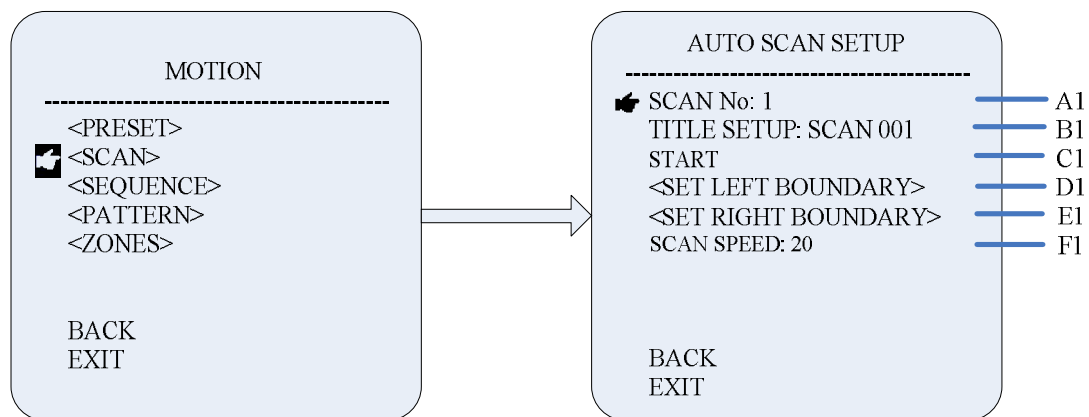 MOTION
<PRESET>
<SCAN>
<SEQUENCE>
<PATTERN>
<ZONES>
BACK
EXIT
AUTO SCAN SETUP
SCAN No: 1
A1
TITLE SETUP: SCAN 001
B1
START
C1
<SET LEFT BOUNDARY>
D1
<SET RIGHT BOUNDARY>
E1
SCAN SPEED: 20
F1
BACK
EXIT